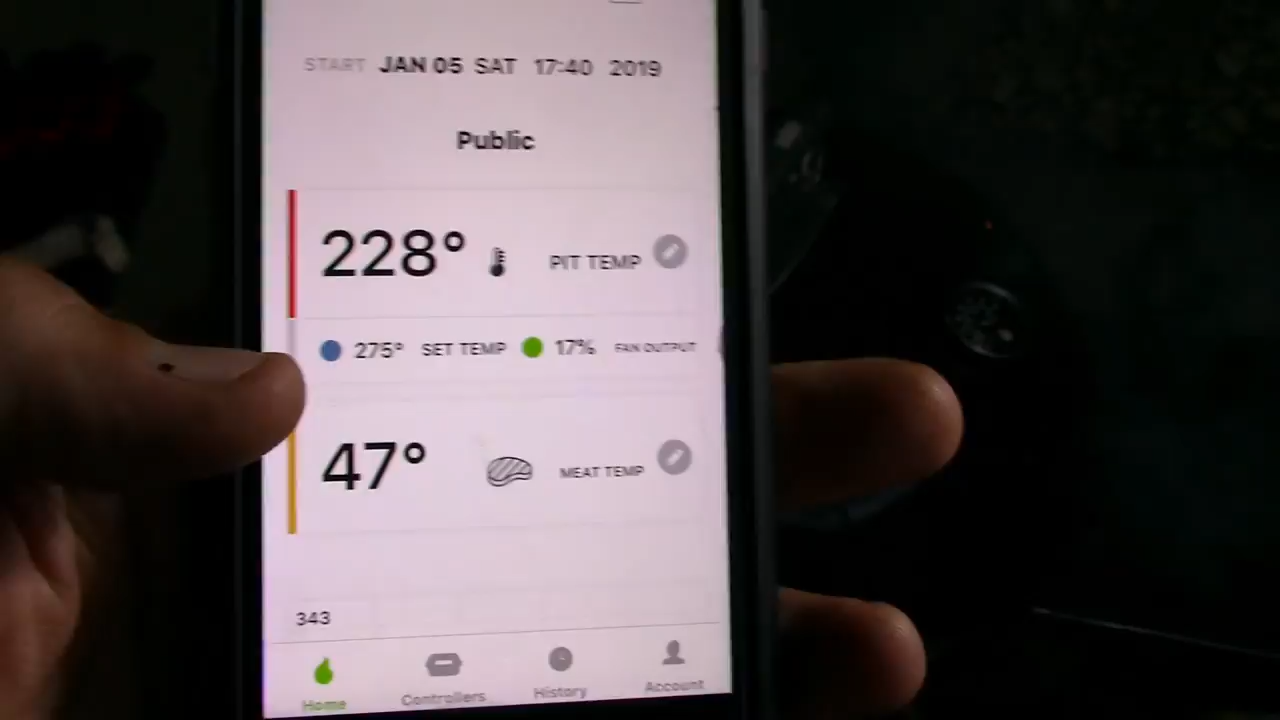 START JAN 05 SAT 17:40 2019
Public
228° PIT TEMP
275° SET TEMP 17% FAN OUTPUT
47° MEAT TEMP
343
Home Controllers History Account